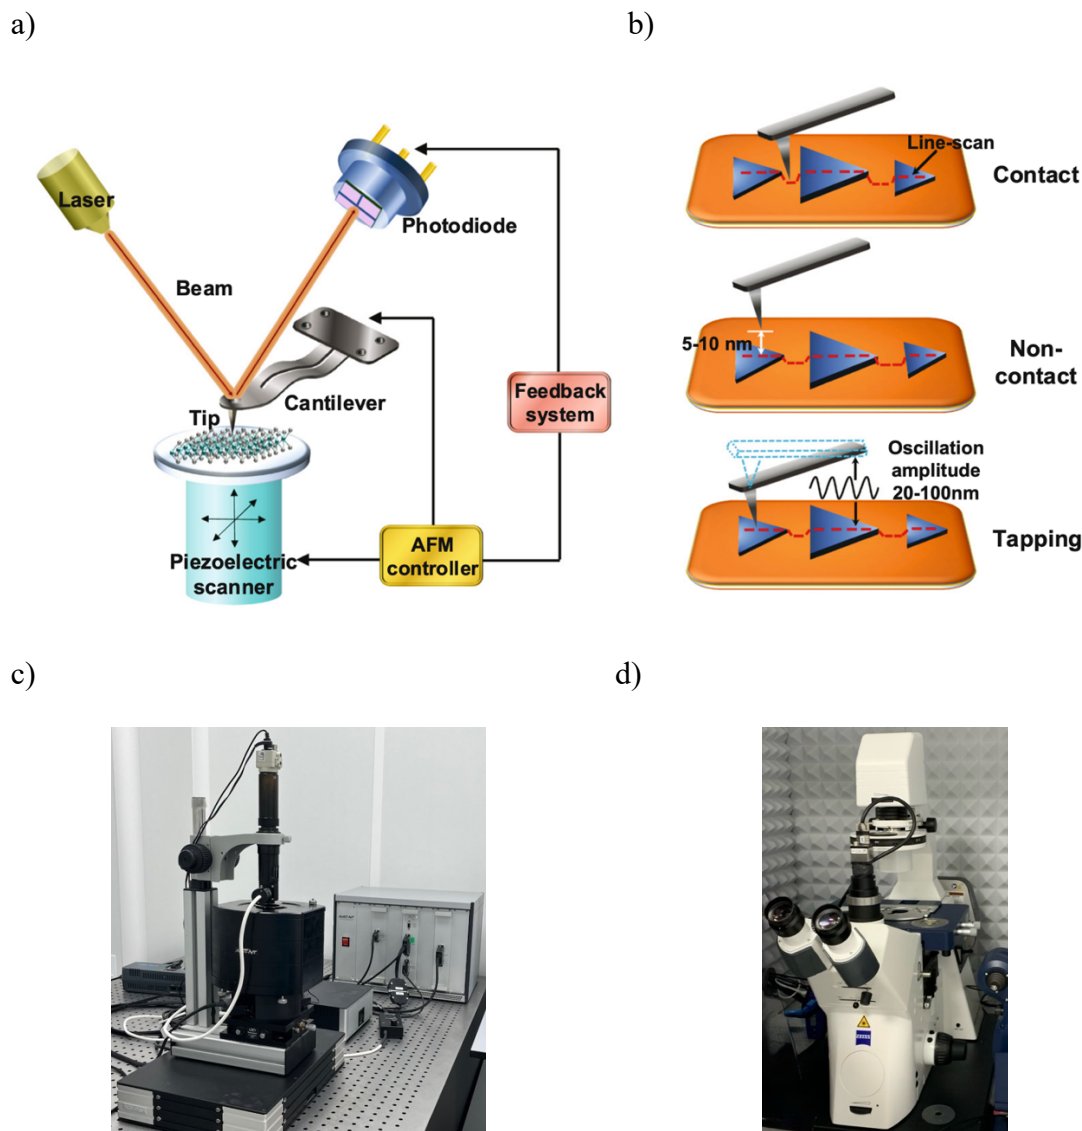 a)
b)
Laser
Photodiode
Beam
Cantilever
Tip
Feedback
system
AFM
controller
Piezoelectric
scanner
Line-scan
Contact
5-10 nm
Non-
contact
Oscillation
amplitude
20-100nm
Tapping
c)
d)
ZEISS